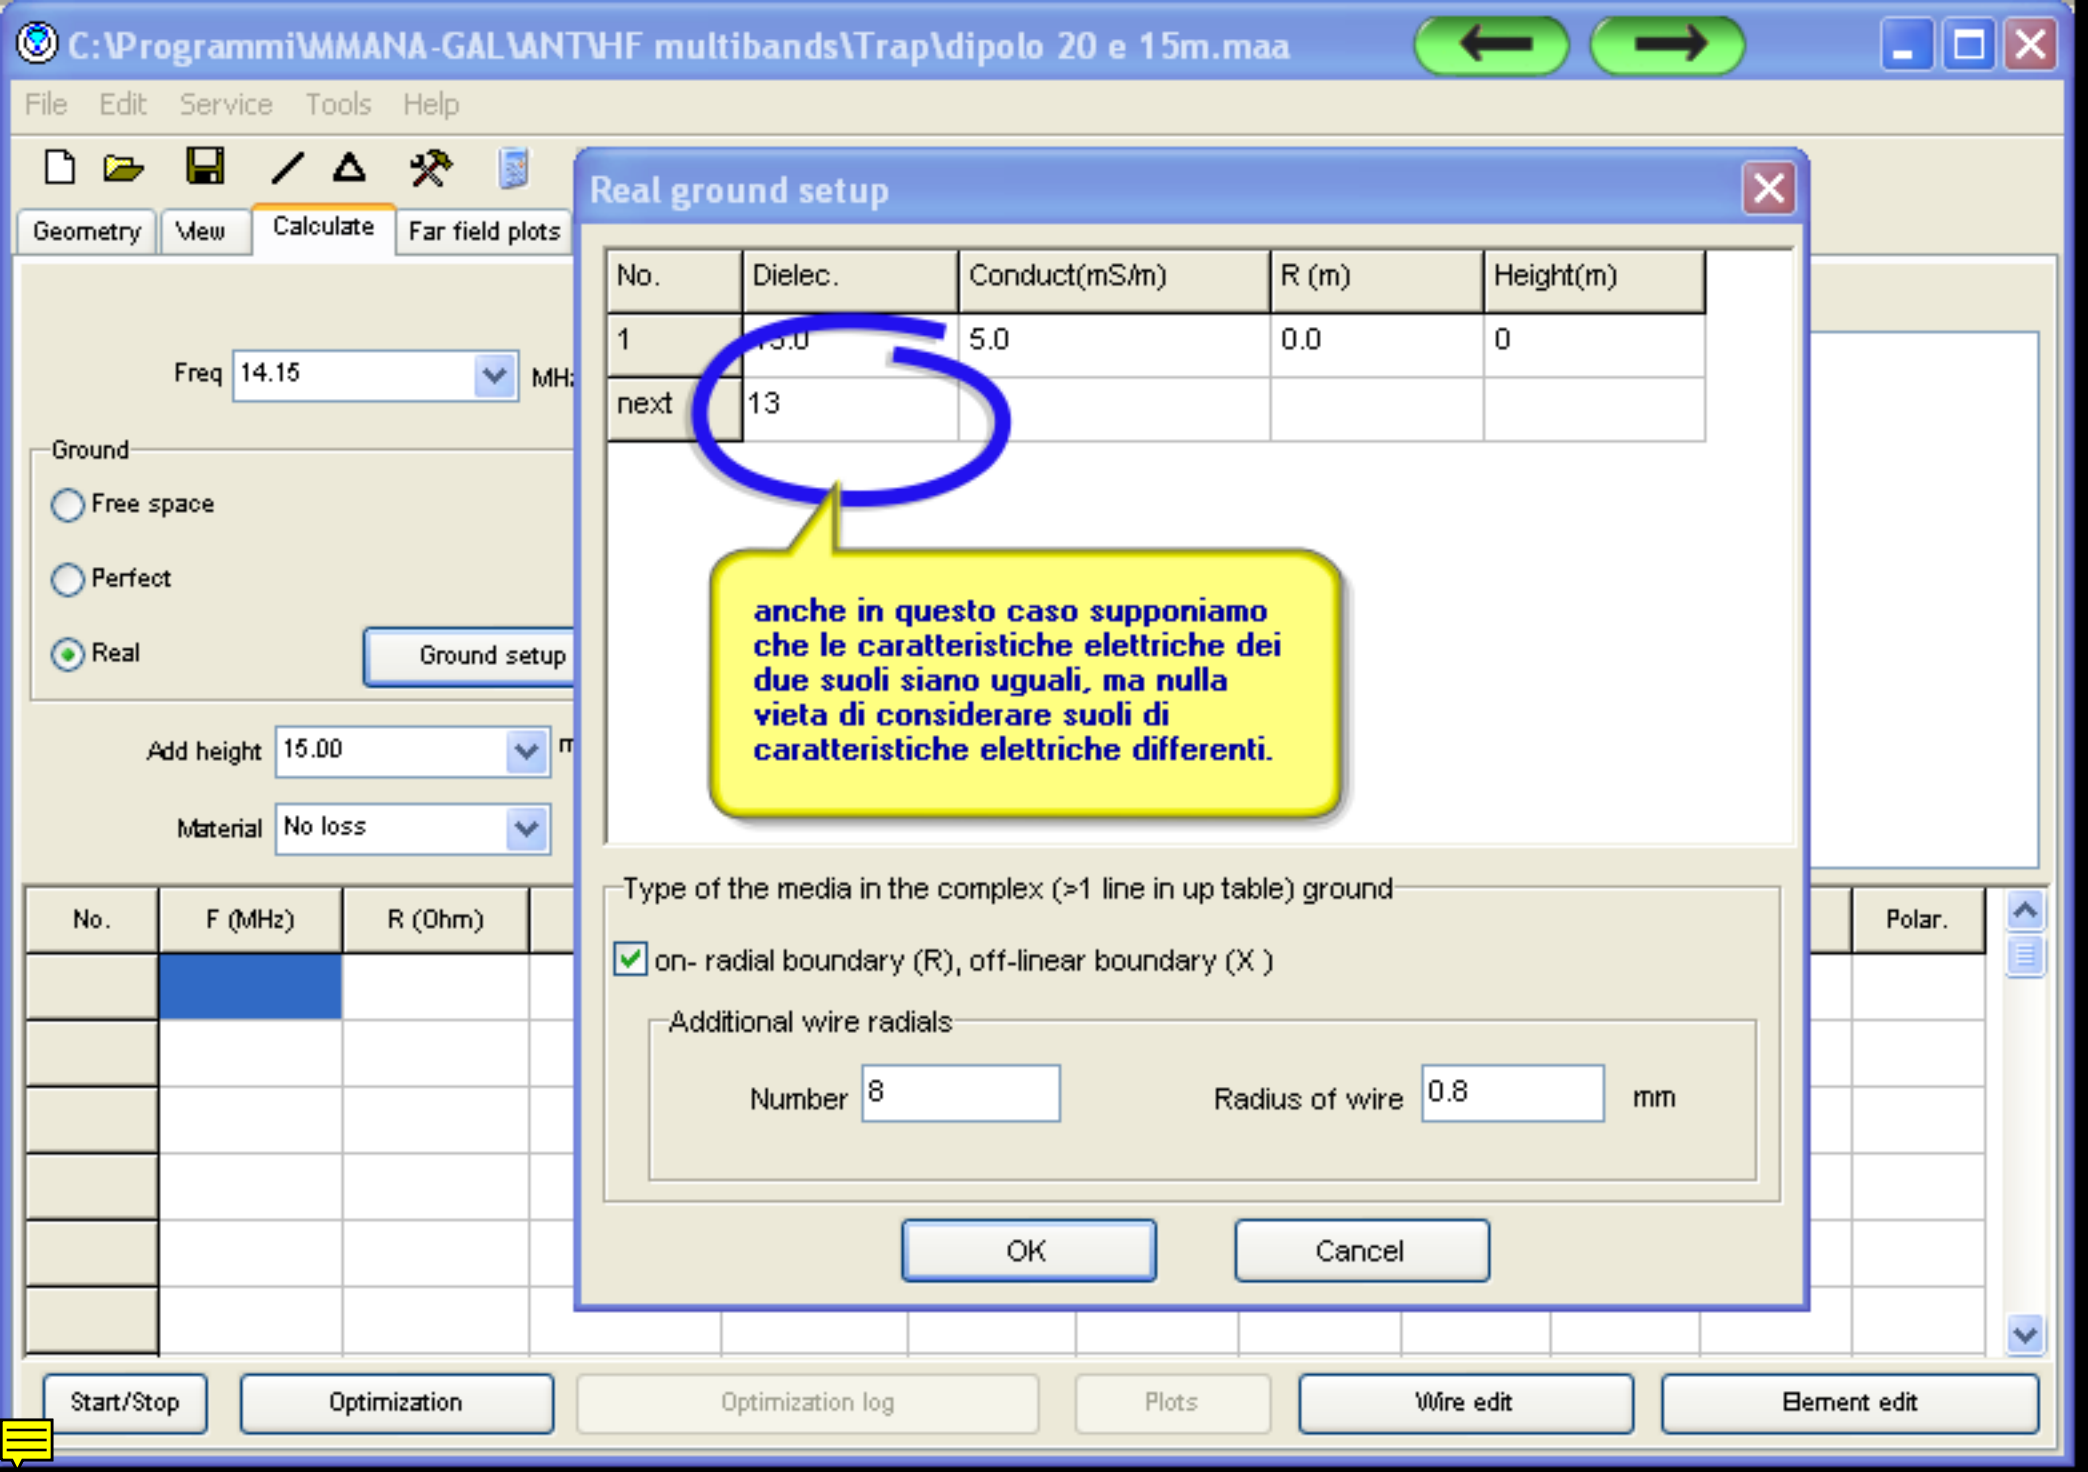 C:\Programmi\MMANA-GAL\ANT\HF multibands\Trap\dipolo 20 e 15m.maa
File Edit Service Tools Help
Geometry View Calculate Far field plots
Freq 14.15
Ground
Free space
Perfect
Real Ground setup
Add height 15.00
Material No loss
Real ground setup
No. Dielec. Conduct(mS/m) R (m) Height(m)
1 5.0 0.0 0
next 13
anche in questo caso supponiamo
che le caratteristiche elettriche dei
due suoli siano uguali, ma nulla
vieta di considerare suoli di
caratteristiche elettriche differenti.
Type of the media in the complex (>1 line in up table) ground
on- radial boundary (R), off-linear boundary (X )
Additional wire radials
Number 8 Radius of wire 0.8 mm
OK Cancel
No. F (MHz) R (Ohm) Polar.
Start/Stop Optimization Optimization log Plots Wire edit Element edit